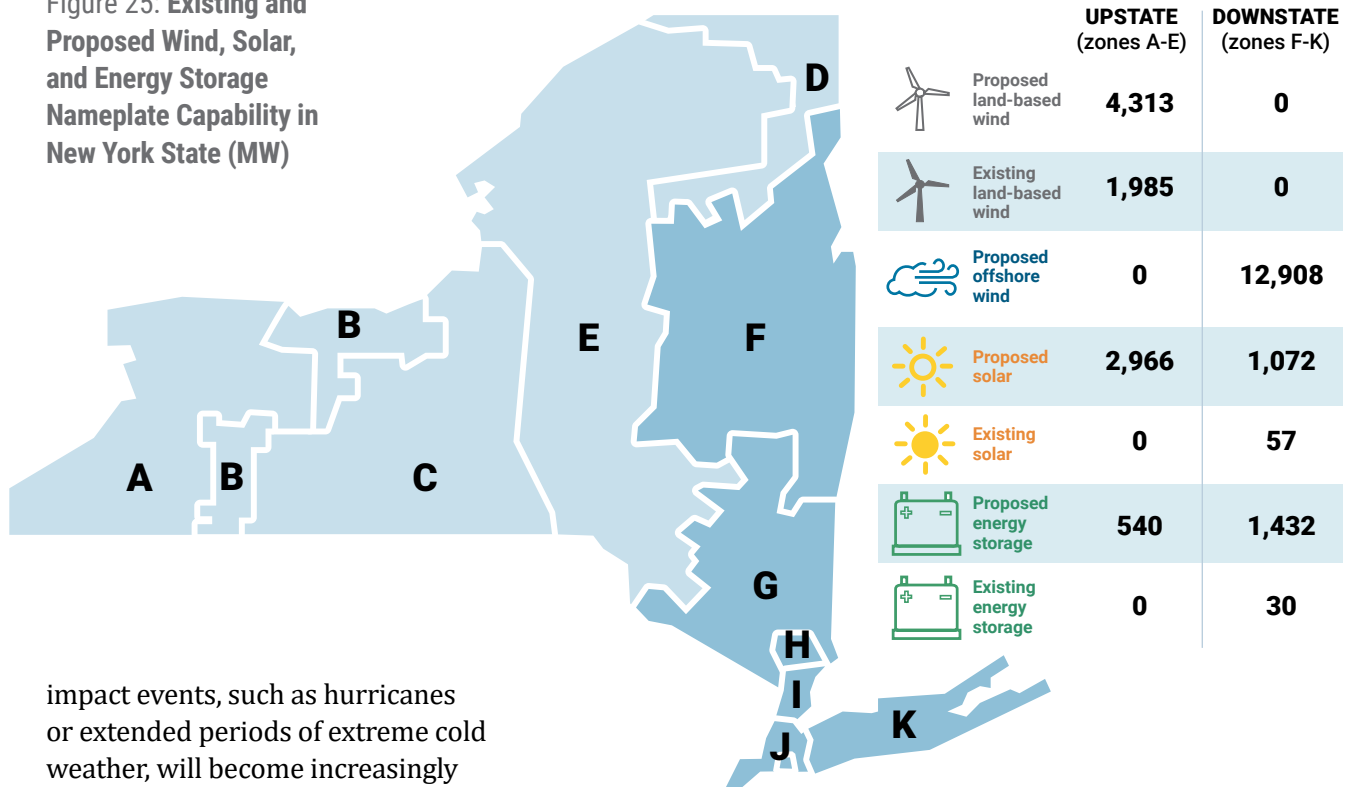 Figure 25: Existing and
Proposed Wind, Solar,
and Energy Storage
Nameplate Capability in
New York State (MW)
UPSTATE
(zones A-E)
DOWNSTATE
(zones F-K)
Proposed
land-based
wind
4,313
0
Existing
land-based
wind
1,985
0
Proposed
offshore
wind
0
12,908
Proposed
solar
2,966
1,072
Existing
solar
0
57
Proposed
energy
storage
540
1,432
Existing
energy
storage
0
30
D
B
E
F
A
B
C
G
H
I
J
K
impact events, such as hurricanes
or extended periods of extreme cold
weather, will become increasingly